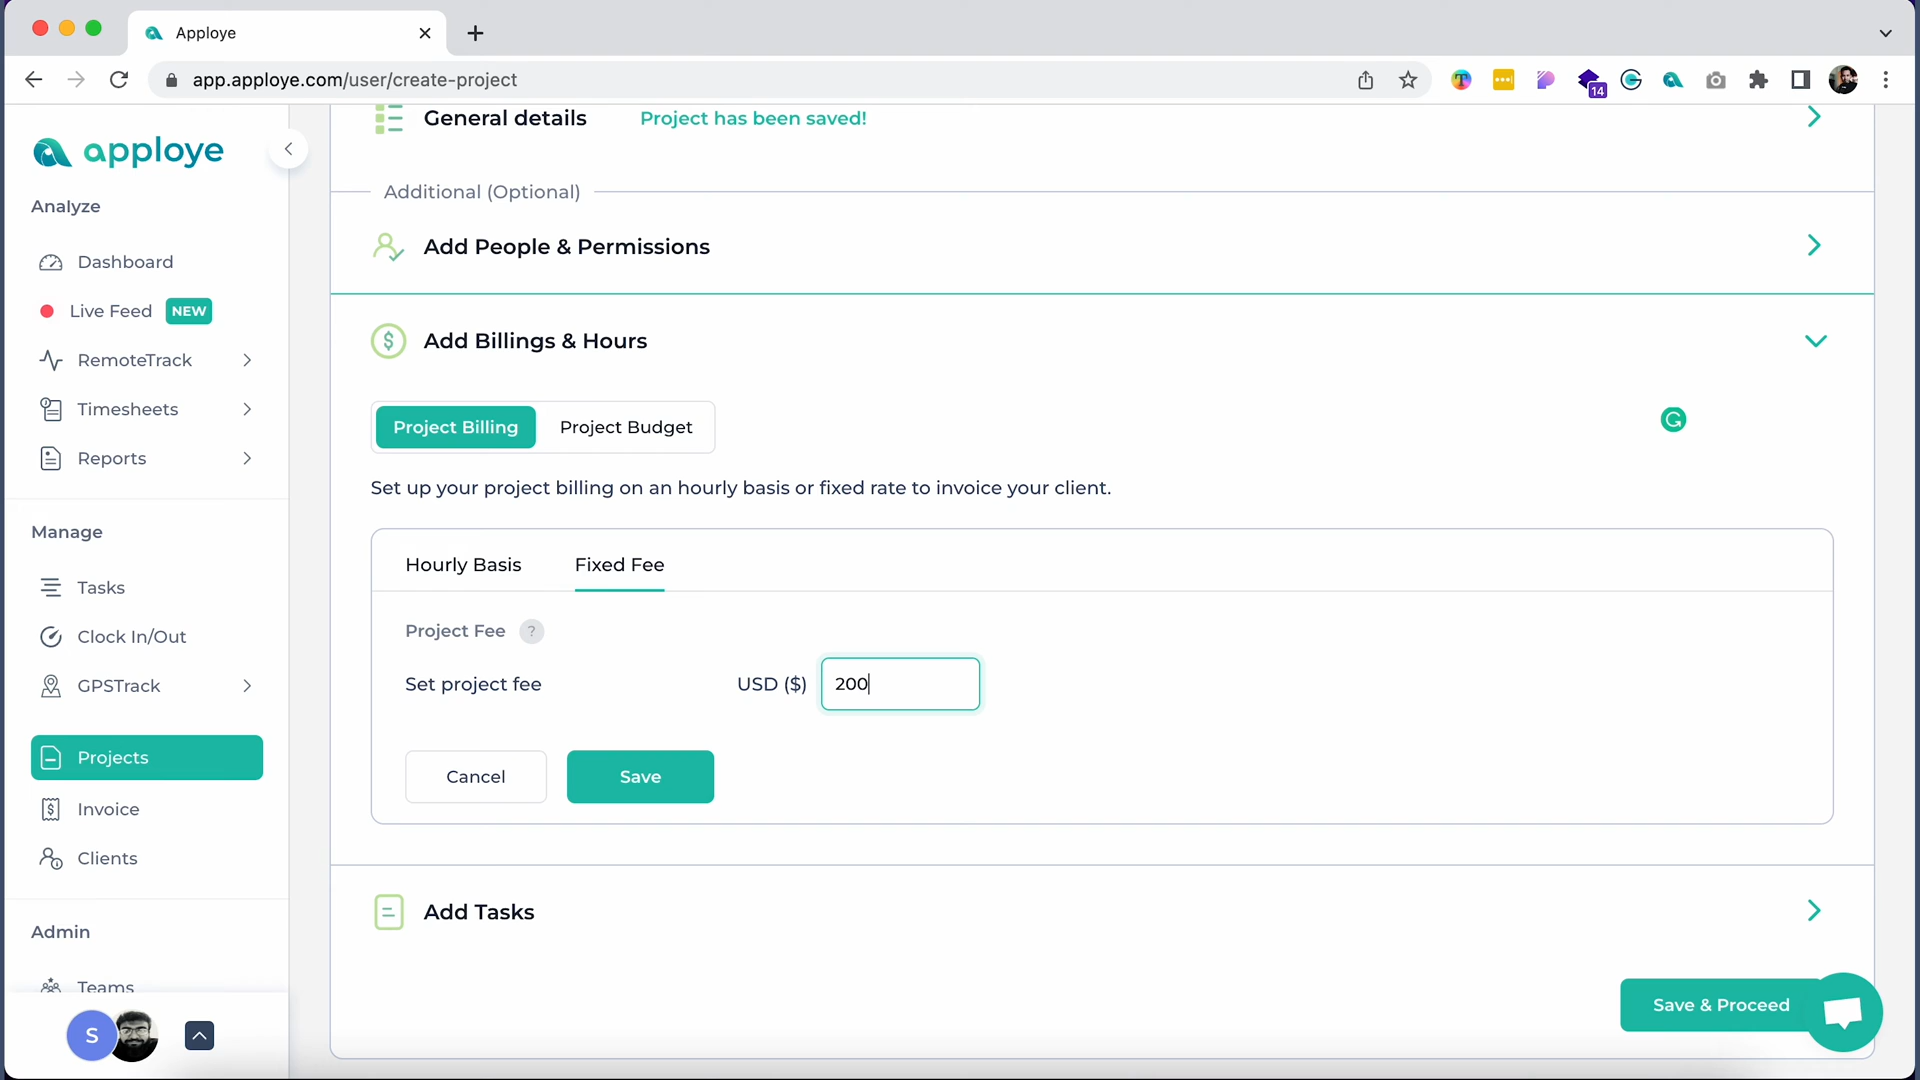 Apploye
app.apploye.com/user/create-project
14
apploye
Analyze
Dashboard
Live Feed NEW
RemoteTrack
Timesheets
Reports
Manage
Tasks
Clock In/Out
GPSTrack
Projects
Invoice
Clients
Admin
Teams
S
General details Project has been saved!
Additional (Optional)
Add People & Permissions
$ Add Billings & Hours
Project Billing Project Budget
G
Set up your project billing on an hourly basis or fixed rate to invoice your client.
Hourly Basis Fixed Fee
Project Fee ?
Set project fee USD ($) 200
Cancel Save
Add Tasks
Save & Proceed